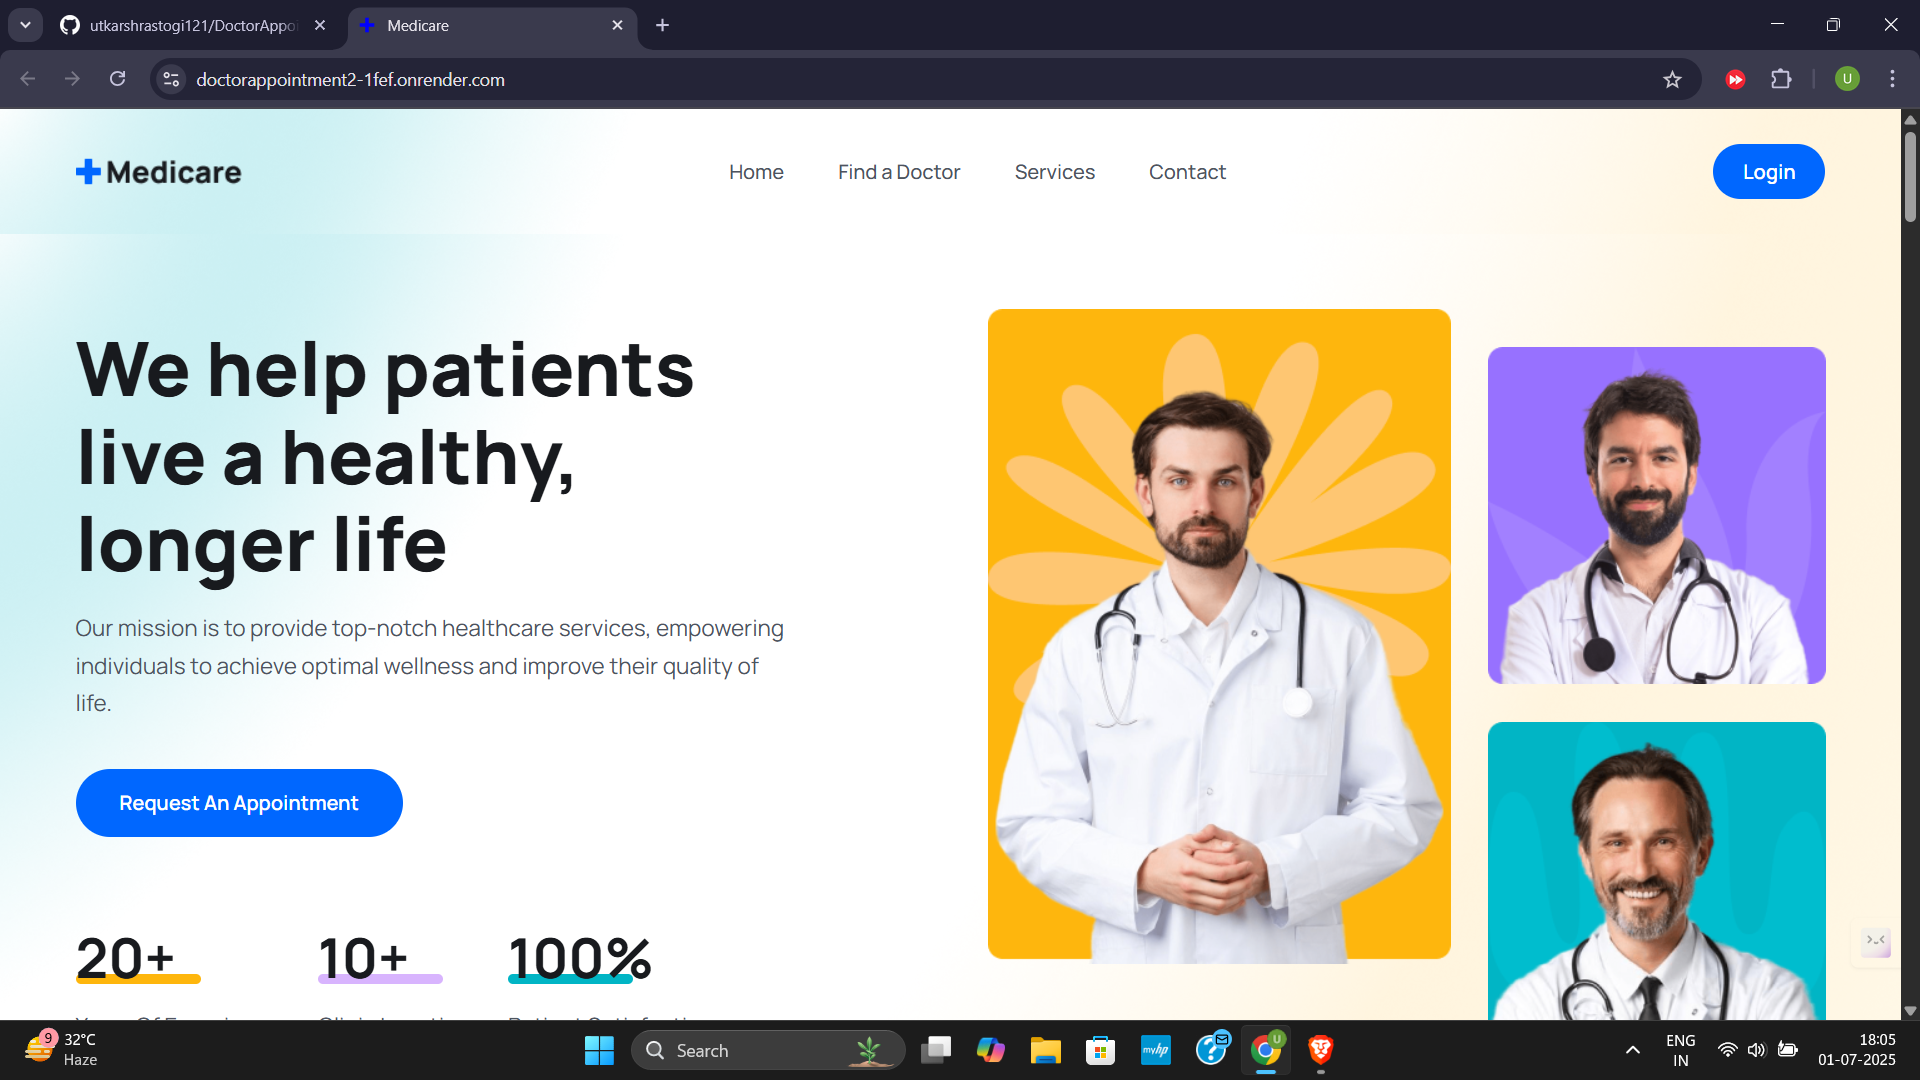 utkarshrastogi121/DoctorAppoi
Medicare
doctorappointment2-1fef.onrender.com
U
Medicare
Home
Find a Doctor
Services
Contact
Login
We help patients
live a healthy,
longer life
Our mission is to provide top-notch healthcare services, empowering
individuals to achieve optimal wellness and improve their quality of
life.
Request An Appointment
20+
10+
100%
9
32°C
Haze
Search
myhp
U
ENG
IN
18:05
01-07-2025